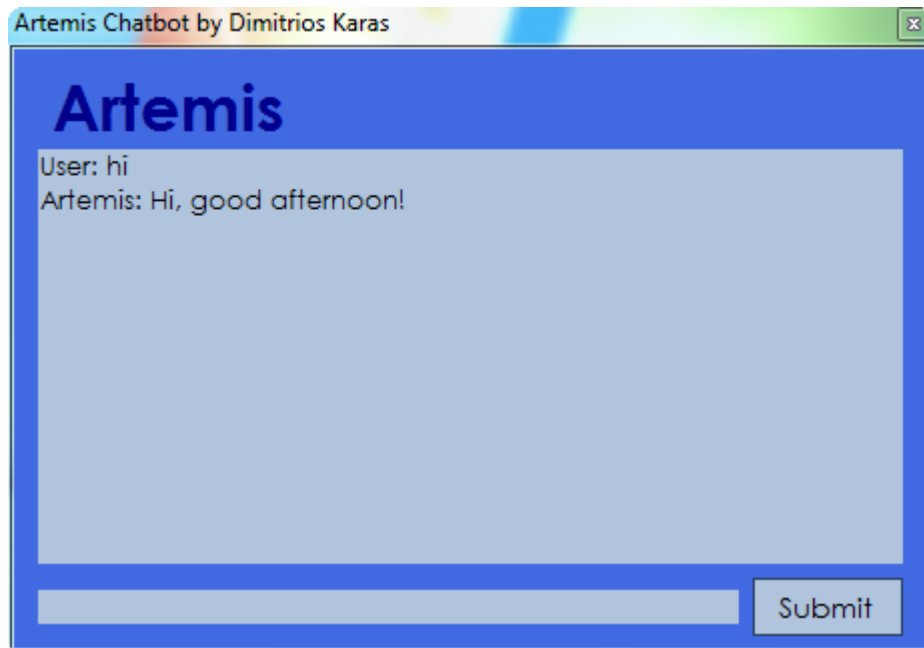 Artemis Chatbot by Dimitrios Karas
Artemis
User: hi
Artemis: Hi, good afternoon!
Submit